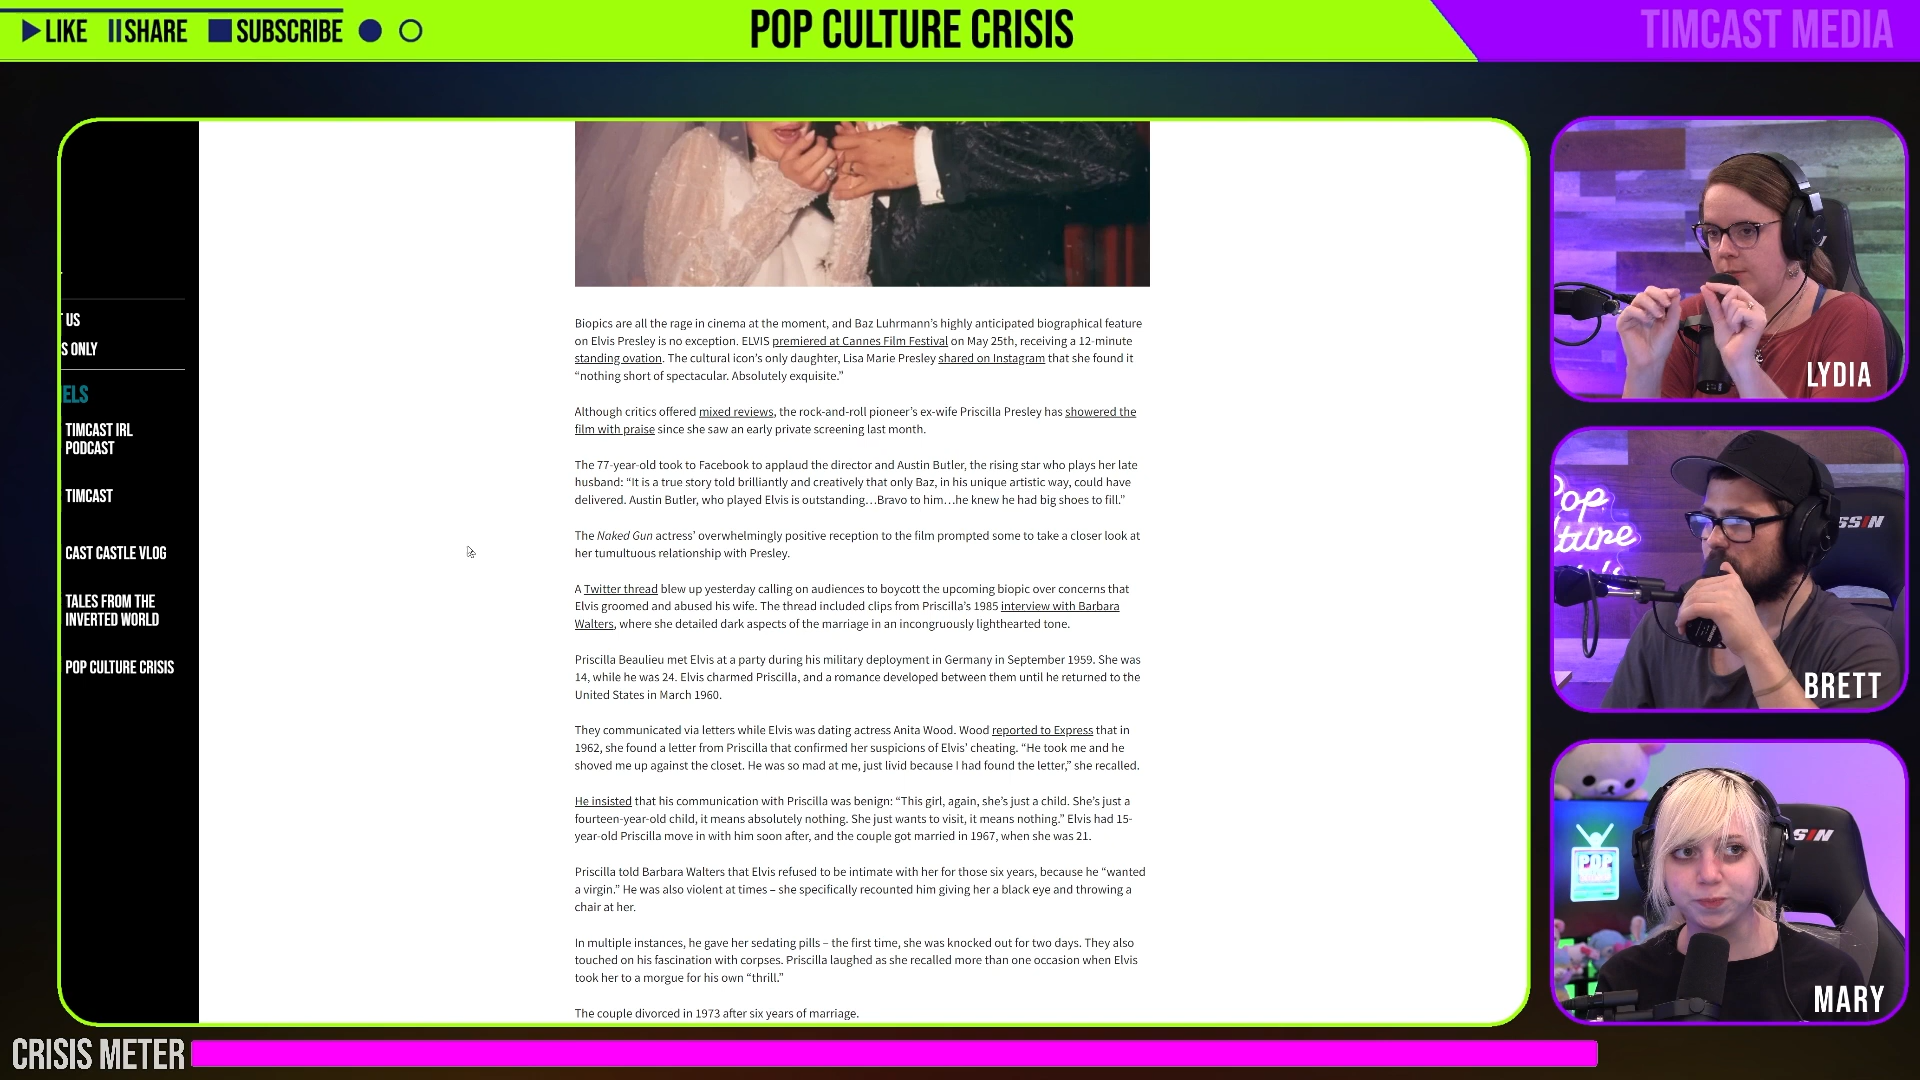 LIKE SHARE SUBSCRIBE
POP CULTURE CRISIS
TIMCAST MEDIA
US
S ONLY
ELS
TIMCAST IRL
PODCAST
TIMCAST
CAST CASTLE VLOG
TALES FROM THE
INVERTED WORLD
POP CULTURE CRISIS
Biopics are all the rage in cinema at the moment, and Baz Luhrmann’s highly anticipated biographical feature
on Elvis Presley is no exception. ELVIS premiered at Cannes Film Festival on May 25th, receiving a 12-minute
standing ovation. The cultural icon’s only daughter, Lisa Marie Presley shared on Instagram that she found it
“nothing short of spectacular. Absolutely exquisite.”
Although critics offered mixed reviews, the rock-and-roll pioneer’s ex-wife Priscilla Presley has showered the
film with praise since she saw an early private screening last month.
The 77-year-old took to Facebook to applaud the director and Austin Butler, the rising star who plays her late
husband: “It is a true story told brilliantly and creatively that only Baz, in his unique artistic way, could have
delivered. Austin Butler, who played Elvis is outstanding…Bravo to him…he knew he had big shoes to fill.”
The Naked Gun actress’ overwhelmingly positive reception to the film prompted some to take a closer look at
her tumultuous relationship with Presley.
A Twitter thread blew up yesterday calling on audiences to boycott the upcoming biopic over concerns that
Elvis groomed and abused his wife. The thread included clips from Priscilla’s 1985 interview with Barbara
Walters, where she detailed dark aspects of the marriage in an incongruously lighthearted tone.
Priscilla Beaulieu met Elvis at a party during his military deployment in Germany in September 1959. She was
14, while he was 24. Elvis charmed Priscilla, and a romance developed between them until he returned to the
United States in March 1960.
They communicated via letters while Elvis was dating actress Anita Wood. Wood reported to Express that in
1962, she found a letter from Priscilla that confirmed her suspicions of Elvis’ cheating. “He took me and he
shoved me up against the closet. He was so mad at me, just livid because I had found the letter,” she recalled.
He insisted that his communication with Priscilla was benign: “This girl, again, she’s just a child. She’s just a
fourteen-year-old child, it means absolutely nothing. She just wants to visit, it means nothing.” Elvis had 15-
year-old Priscilla move in with him soon after, and the couple got married in 1967, when she was 21.
Priscilla told Barbara Walters that Elvis refused to be intimate with her for those six years, because he “wanted
a virgin.” He was also violent at times – she specifically recounted him giving her a black eye and throwing a
chair at her.
In multiple instances, he gave her sedating pills – the first time, she was knocked out for two days. They also
touched on his fascination with corpses. Priscilla laughed as she recalled more than one occasion when Elvis
took her to a morgue for his own “thrill.”
The couple divorced in 1973 after six years of marriage.
LYDIA
Pop
SSIN
BRETT
SIN
POP
MARY
CRISIS METER